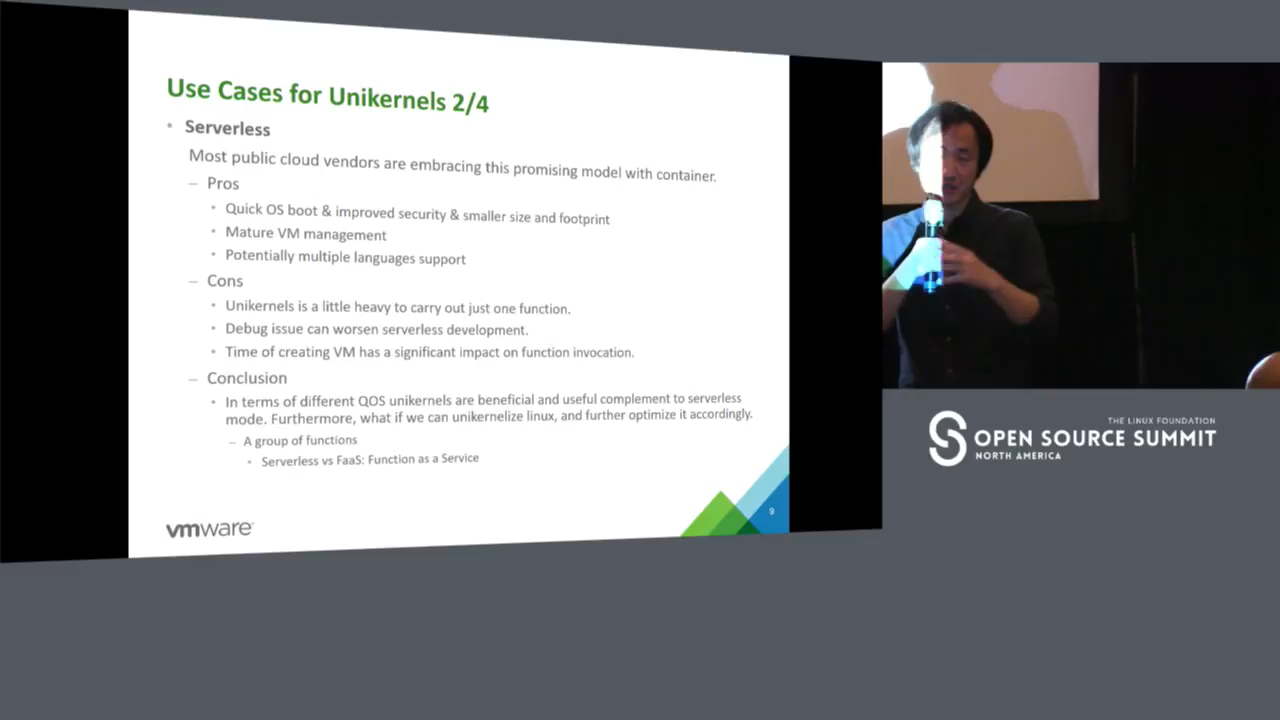 Use Cases for Unikernels 2/4
• Serverless
Most public cloud vendors are embracing this promising model with container.
– Pros
• Quick OS boot & improved security & smaller size and footprint
• Mature VM management
• Potentially multiple languages support
– Cons
• Unikernels is a little heavy to carry out just one function.
• Debug issue can worsen serverless development.
• Time of creating VM has a significant impact on function invocation.
– Conclusion
• In terms of different QOS unikernels are beneficial and useful complement to serverless
mode. Furthermore, what if we can unikernelize linux, and further optimize it accordingly.
– A group of functions
• Serverless vs FaaS: Function as a Service
vmware
9
THE LINUX FOUNDATION
OPEN SOURCE SUMMIT
NORTH AMERICA